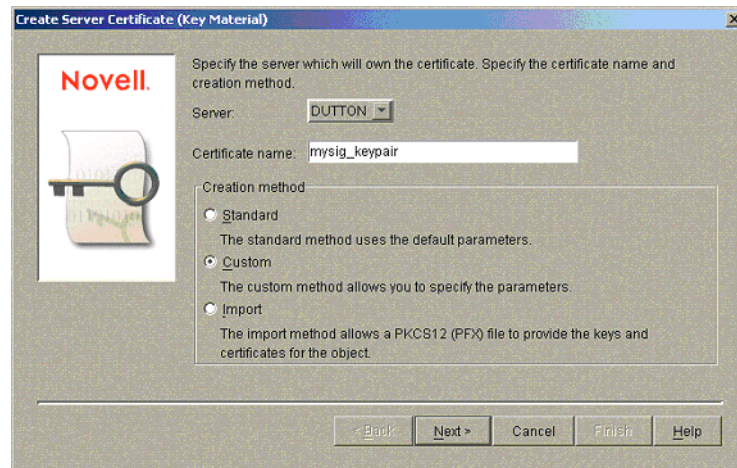 Create Server Certificate (Key Material)
Novell.
Specify the server which will own the certificate. Specify the certificate name and
creation method.
Server:
DUTTON
Certificate name:
mysig_keypair
Creation method
Standard
The standard method uses the default parameters.
Custom
The custom method allows you to specify the parameters.
Import
The import method allows a PKCS12 (PFX) file to provide the keys and
certificates for the object.
< Back
Next >
Cancel
Finish
Help